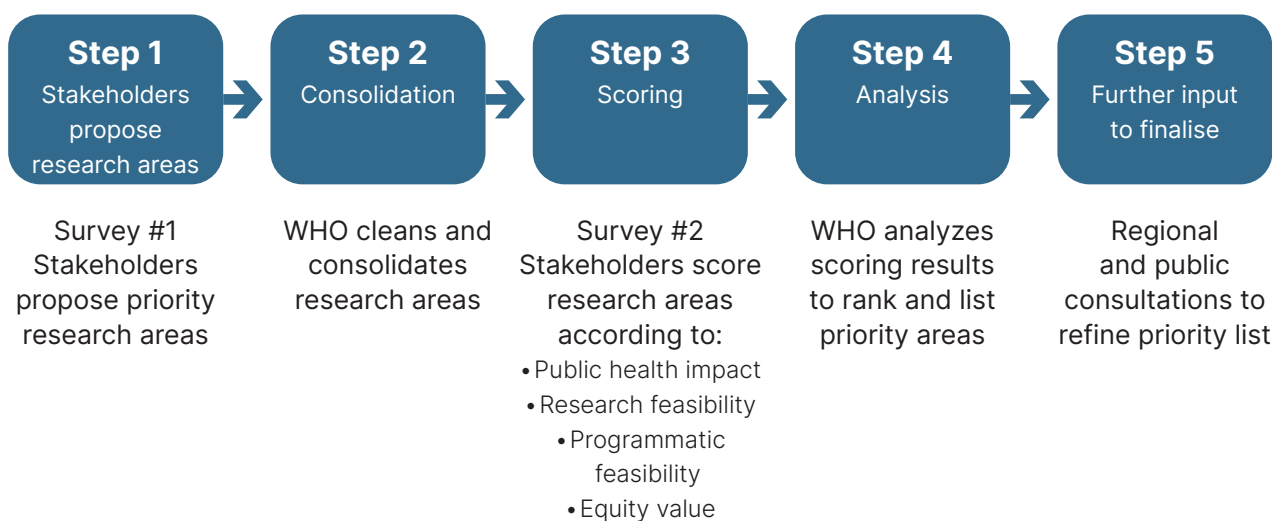 Step 1
Stakeholders
propose
research areas
Step 2
Consolidation
Step 3
Scoring
Step 4
Analysis
Step 5
Further input
to finalise
Survey #1
Stakeholders
propose priority
research areas
WHO cleans and
consolidates
research areas
Survey #2
Stakeholders score
research areas
according to:
• Public health impact
• Research feasibility
• Programmatic
feasibility
• Equity value
WHO analyzes
scoring results
to rank and list
priority areas
Regional
and public
consultations to
refine priority list